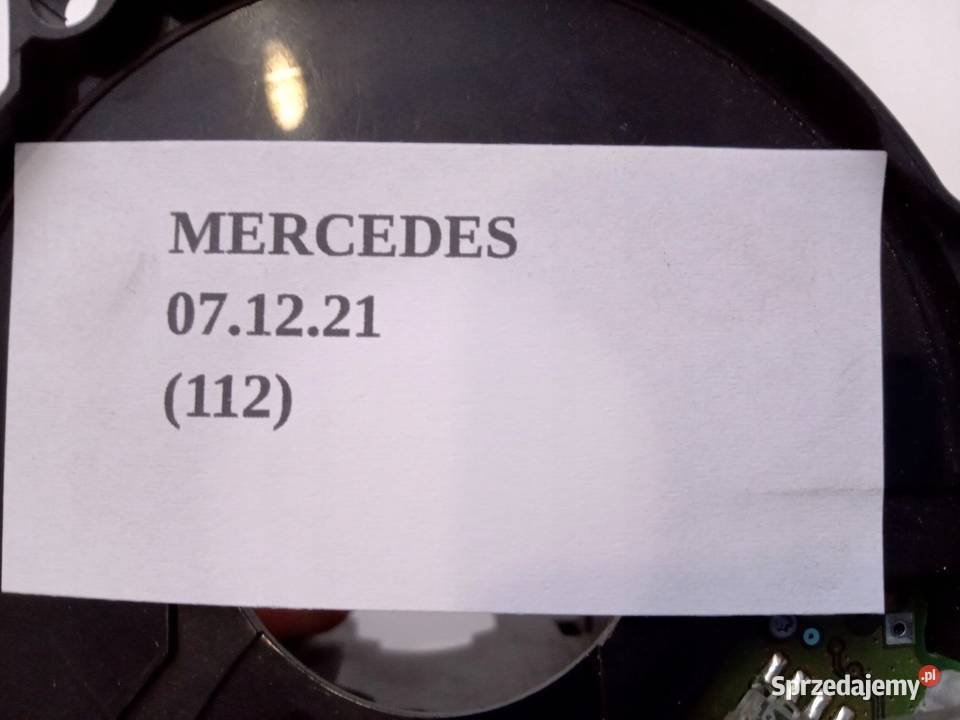 MERCEDES
07.12.21
(112)
Sprzedajemy.pl